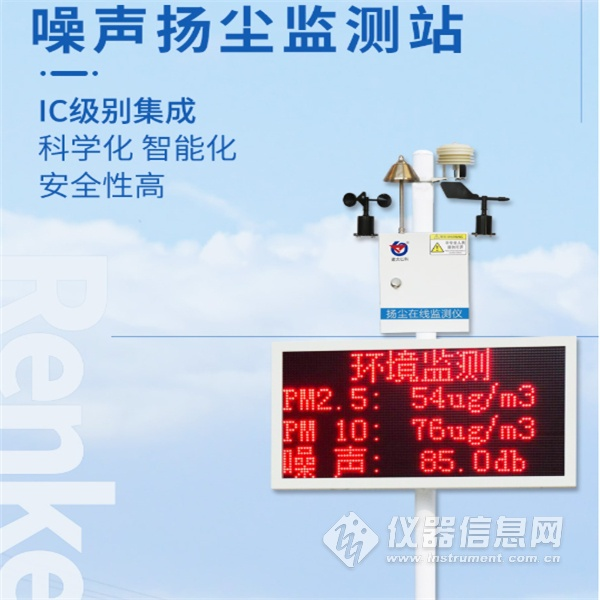 噪声扬尘监测站
IC级别集成
科学化 智能化
安全性高
扬尘在线监测仪
环境监测
PM2.5: 54ug/m3
PM 10: 76ug/m3
噪 声: 85.0db
Renke
仪器信息网
www.instrument.com.cn